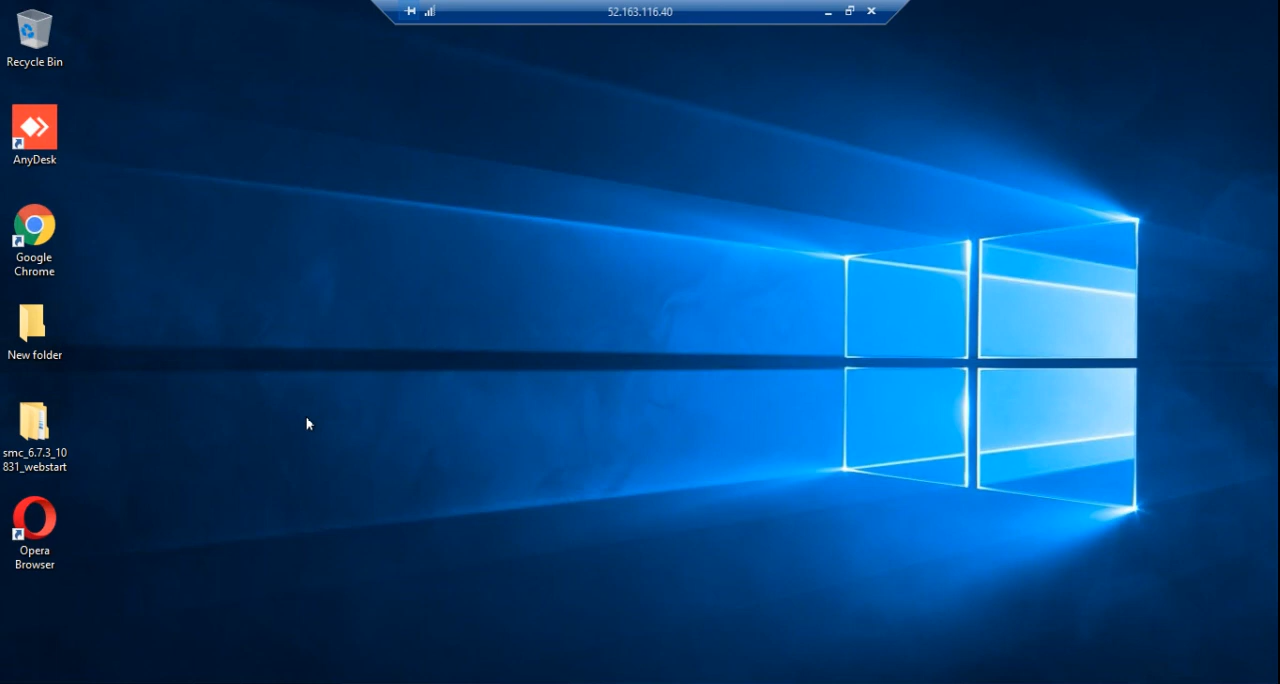 52.163.116.40
Recycle Bin
AnyDesk
Google
Chrome
New folder
smc_6.7.3_10
831_webstart
Opera
Browser